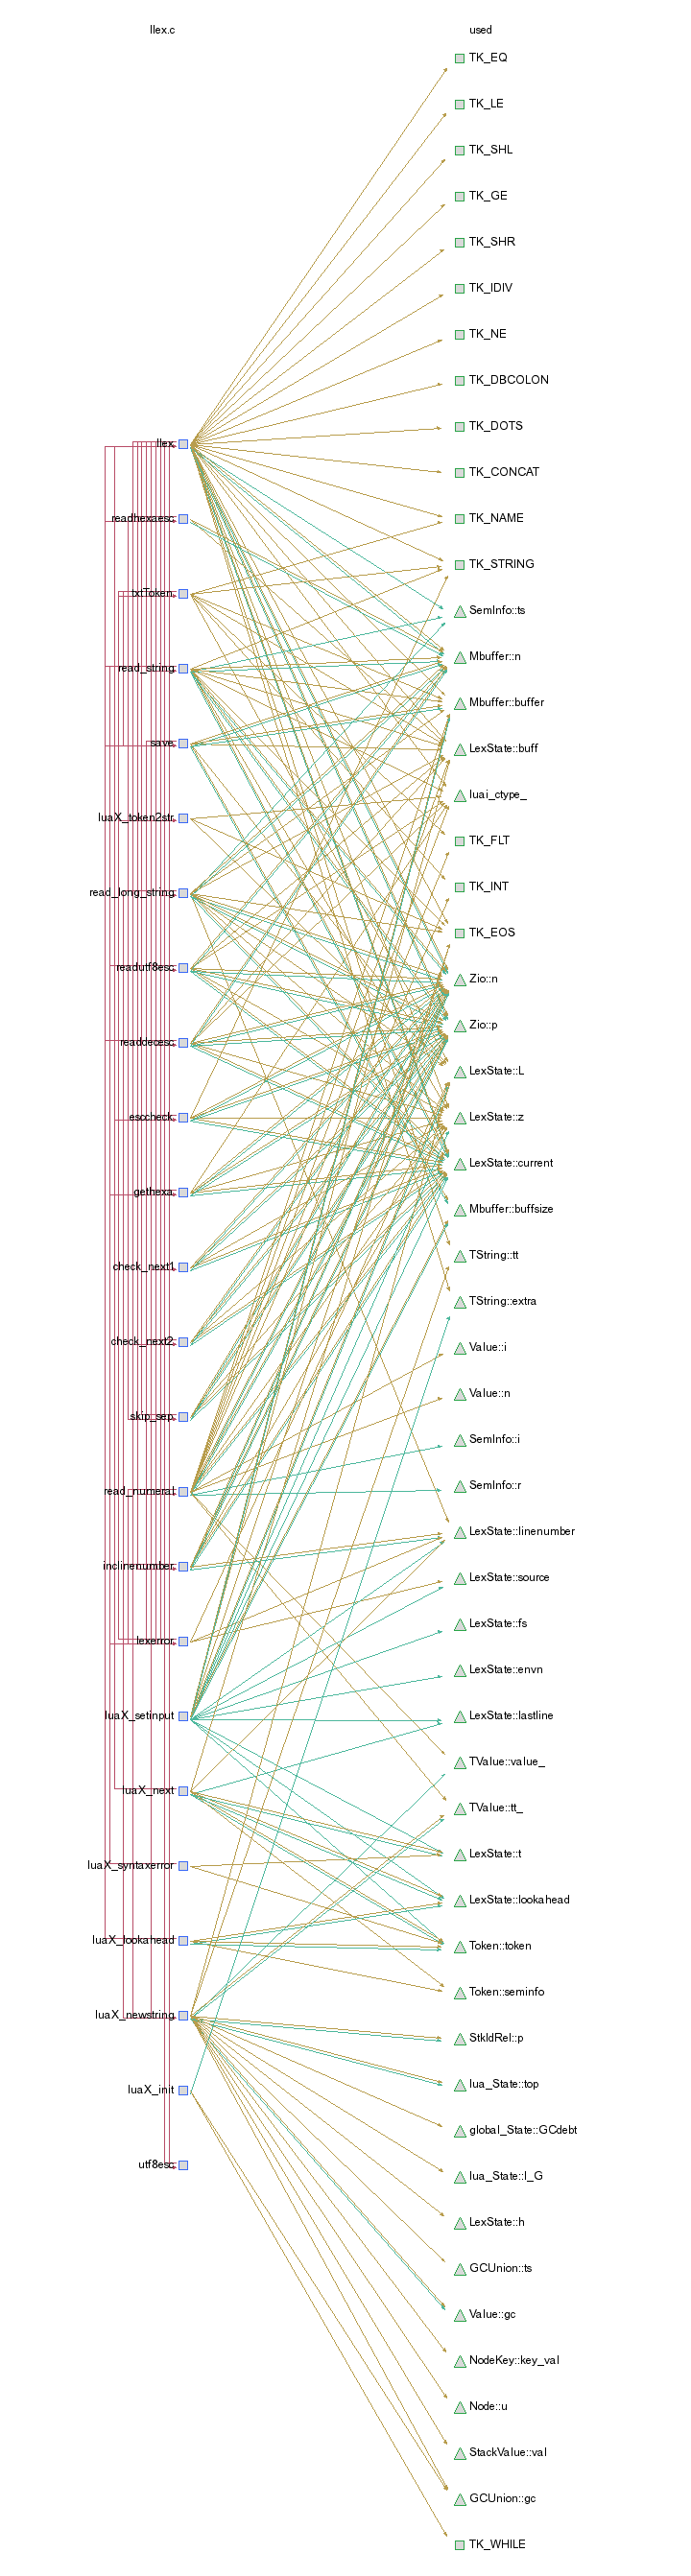 llex.c
used
TK_EQ
TK_LE
TK_SHL
TK_GE
TK_SHR
TK_IDIV
TK_NE
TK_DBCOLON
TK_DOTS
llex
TK_CONCAT
readhexaesc
TK_NAME
TK_STRING
txtToken
SemInfo::ts
read_string
Mbuffer::n
Mbuffer::buffer
save
LexState::buff
luai_ctype_
luaX_token2str
TK_FLT
read_long_string
TK_INT
TK_EOS
readutf8esc
Zio::n
Zio::p
readdecesc
LexState::L
esccheck
LexState::z
LexState::current
gethexa
Mbuffer::buffsize
TString::tt
check_next1
TString::extra
check_next2
Value::i
Value::n
skip_sep
SemInfo::i
read_numeral
SemInfo::r
LexState::linenumber
inclinenumber
LexState::source
LexState::fs
lexerror
LexState::envn
luaX_setinput
LexState::lastline
TValue::value_
luaX_next
TValue::tt_
LexState::t
luaX_syntaxerror
LexState::lookahead
luaX_lookahead
Token::token
Token::seminfo
luaX_newstring
StkIdRel::p
lua_State::top
luaX_init
global_State::GCdebt
utf8esc
lua_State::l_G
LexState::h
GCUnion::ts
Value::gc
NodeKey::key_val
Node::u
StackValue::val
GCUnion::gc
TK_WHILE